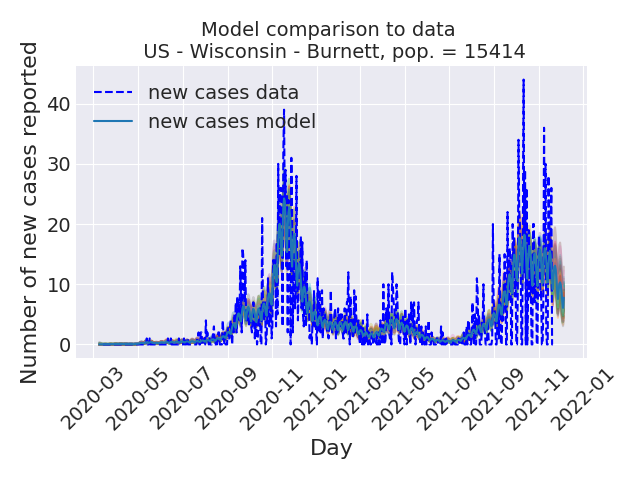 Model comparison to data
US - Wisconsin - Burnett, pop. = 15414
Number of new cases reported
40
30
20
10
0
new cases data
new cases model
2020-03
2020-05
2020-07
2020-09
2020-11
2021-01
2021-03
2021-05
2021-07
2021-09
2021-11
2022-01
Day